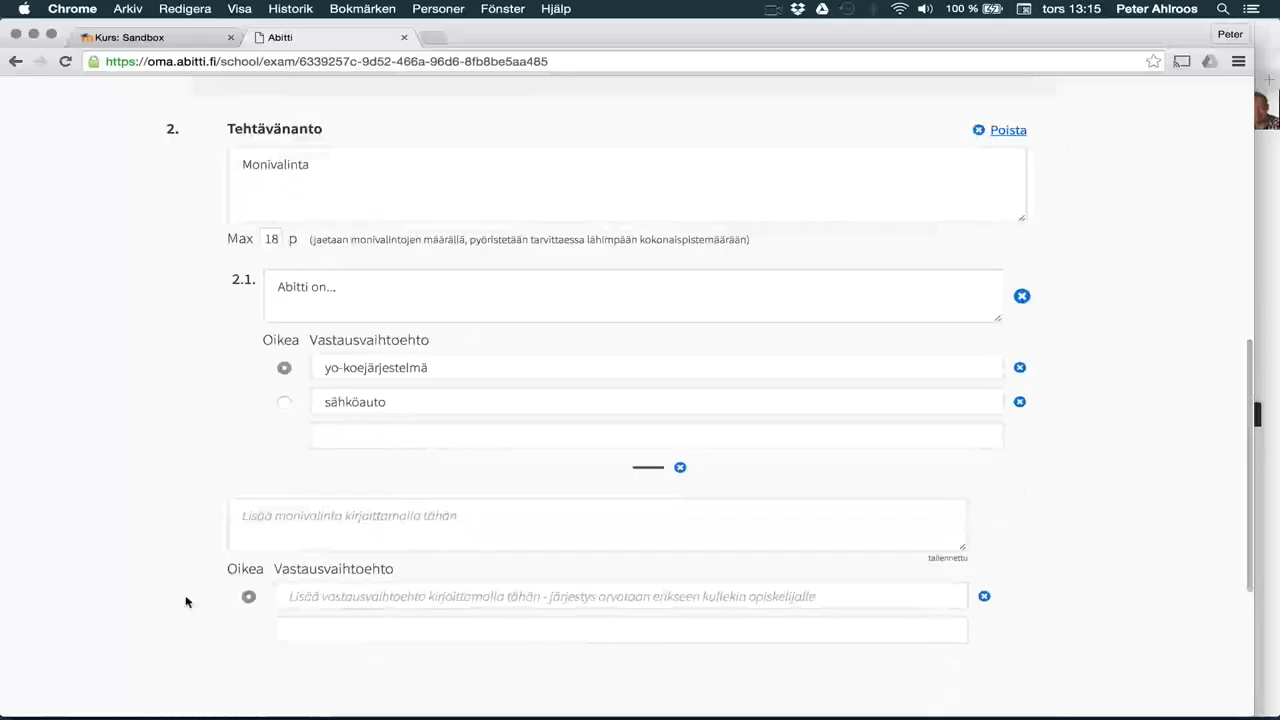 Chrome Arkiv Redigera Visa Historik Bokmärken Personer Fönster Hjälp 100 % tors 13:15 Peter Ahlroos
Kurs: Sandbox Abitti Peter
https://oma.abitti.fi/school/exam/6339257c-9d52-466a-96d6-8fb8be5aa485
2. Tehtävänanto Poista
Monivalinta
Max 18 p (jaetaan monivalintojen määrällä, pyöristetään tarvittaessa lähimpään kokonaispistemäärään)
2.1. Abitti on...
Oikea Vastausvaihtoehto
yo-koejärjestelmä
sähköauto
Lisää monivalinta kirjoittamalla tähän
tallennettu
Oikea Vastausvaihtoehto
Lisää vastausvaihtoehto kirjoittamalla tähän - järjestys arvotaan erikseen kullekin opiskelijalle